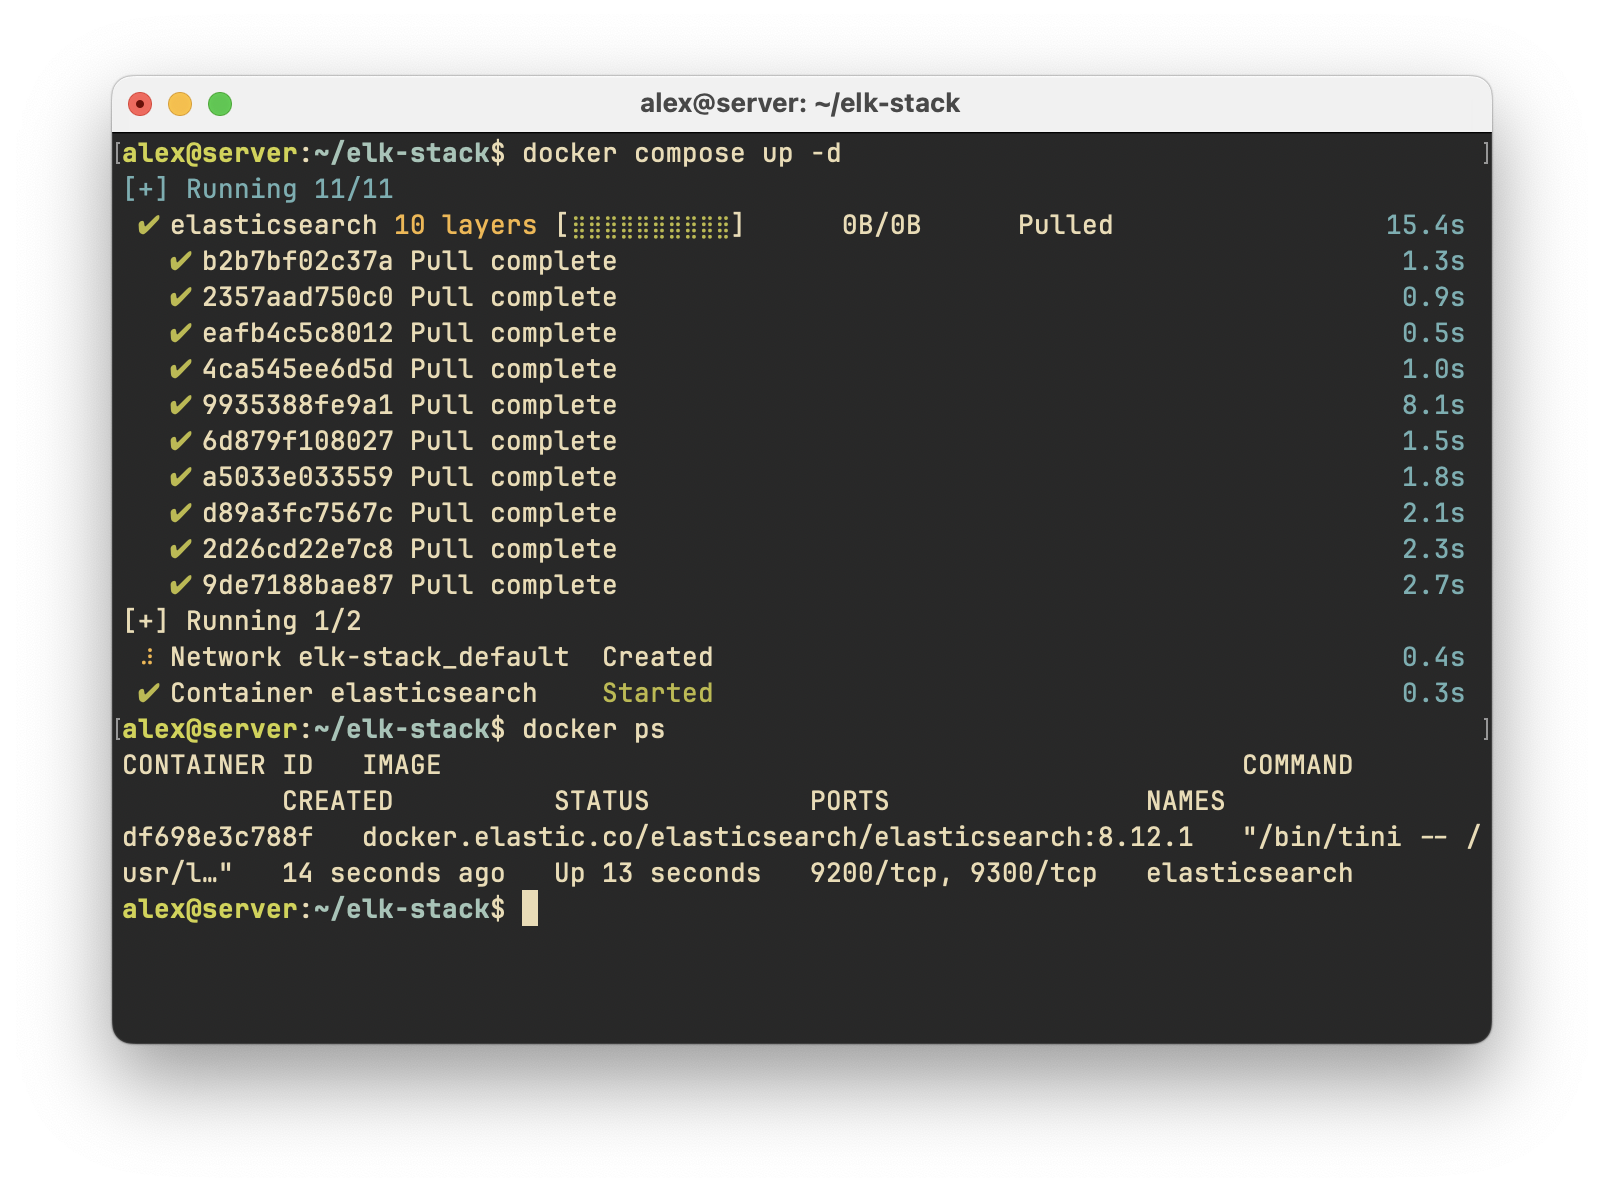 alex@server: ~/elk-stack
[alex@server:~/elk-stack$ docker compose up -d ]
[+] Running 11/11
✔ elasticsearch 10 layers [⣿⣿⣿⣿⣿⣿⣿⣿⣿⣿] 0B/0B Pulled 15.4s
✔ b2b7bf02c37a Pull complete 1.3s
✔ 2357aad750c0 Pull complete 0.9s
✔ eafb4c5c8012 Pull complete 0.5s
✔ 4ca545ee6d5d Pull complete 1.0s
✔ 9935388fe9a1 Pull complete 8.1s
✔ 6d879f108027 Pull complete 1.5s
✔ a5033e033559 Pull complete 1.8s
✔ d89a3fc7567c Pull complete 2.1s
✔ 2d26cd22e7c8 Pull complete 2.3s
✔ 9de7188bae87 Pull complete 2.7s
[+] Running 1/2
⠼ Network elk-stack_default Created 0.4s
✔ Container elasticsearch Started 0.3s
[alex@server:~/elk-stack$ docker ps ]
CONTAINER ID IMAGE COMMAND
CREATED STATUS PORTS NAMES
df698e3c788f docker.elastic.co/elasticsearch/elasticsearch:8.12.1 "/bin/tini -- /
usr/l…" 14 seconds ago Up 13 seconds 9200/tcp, 9300/tcp elasticsearch
alex@server:~/elk-stack$